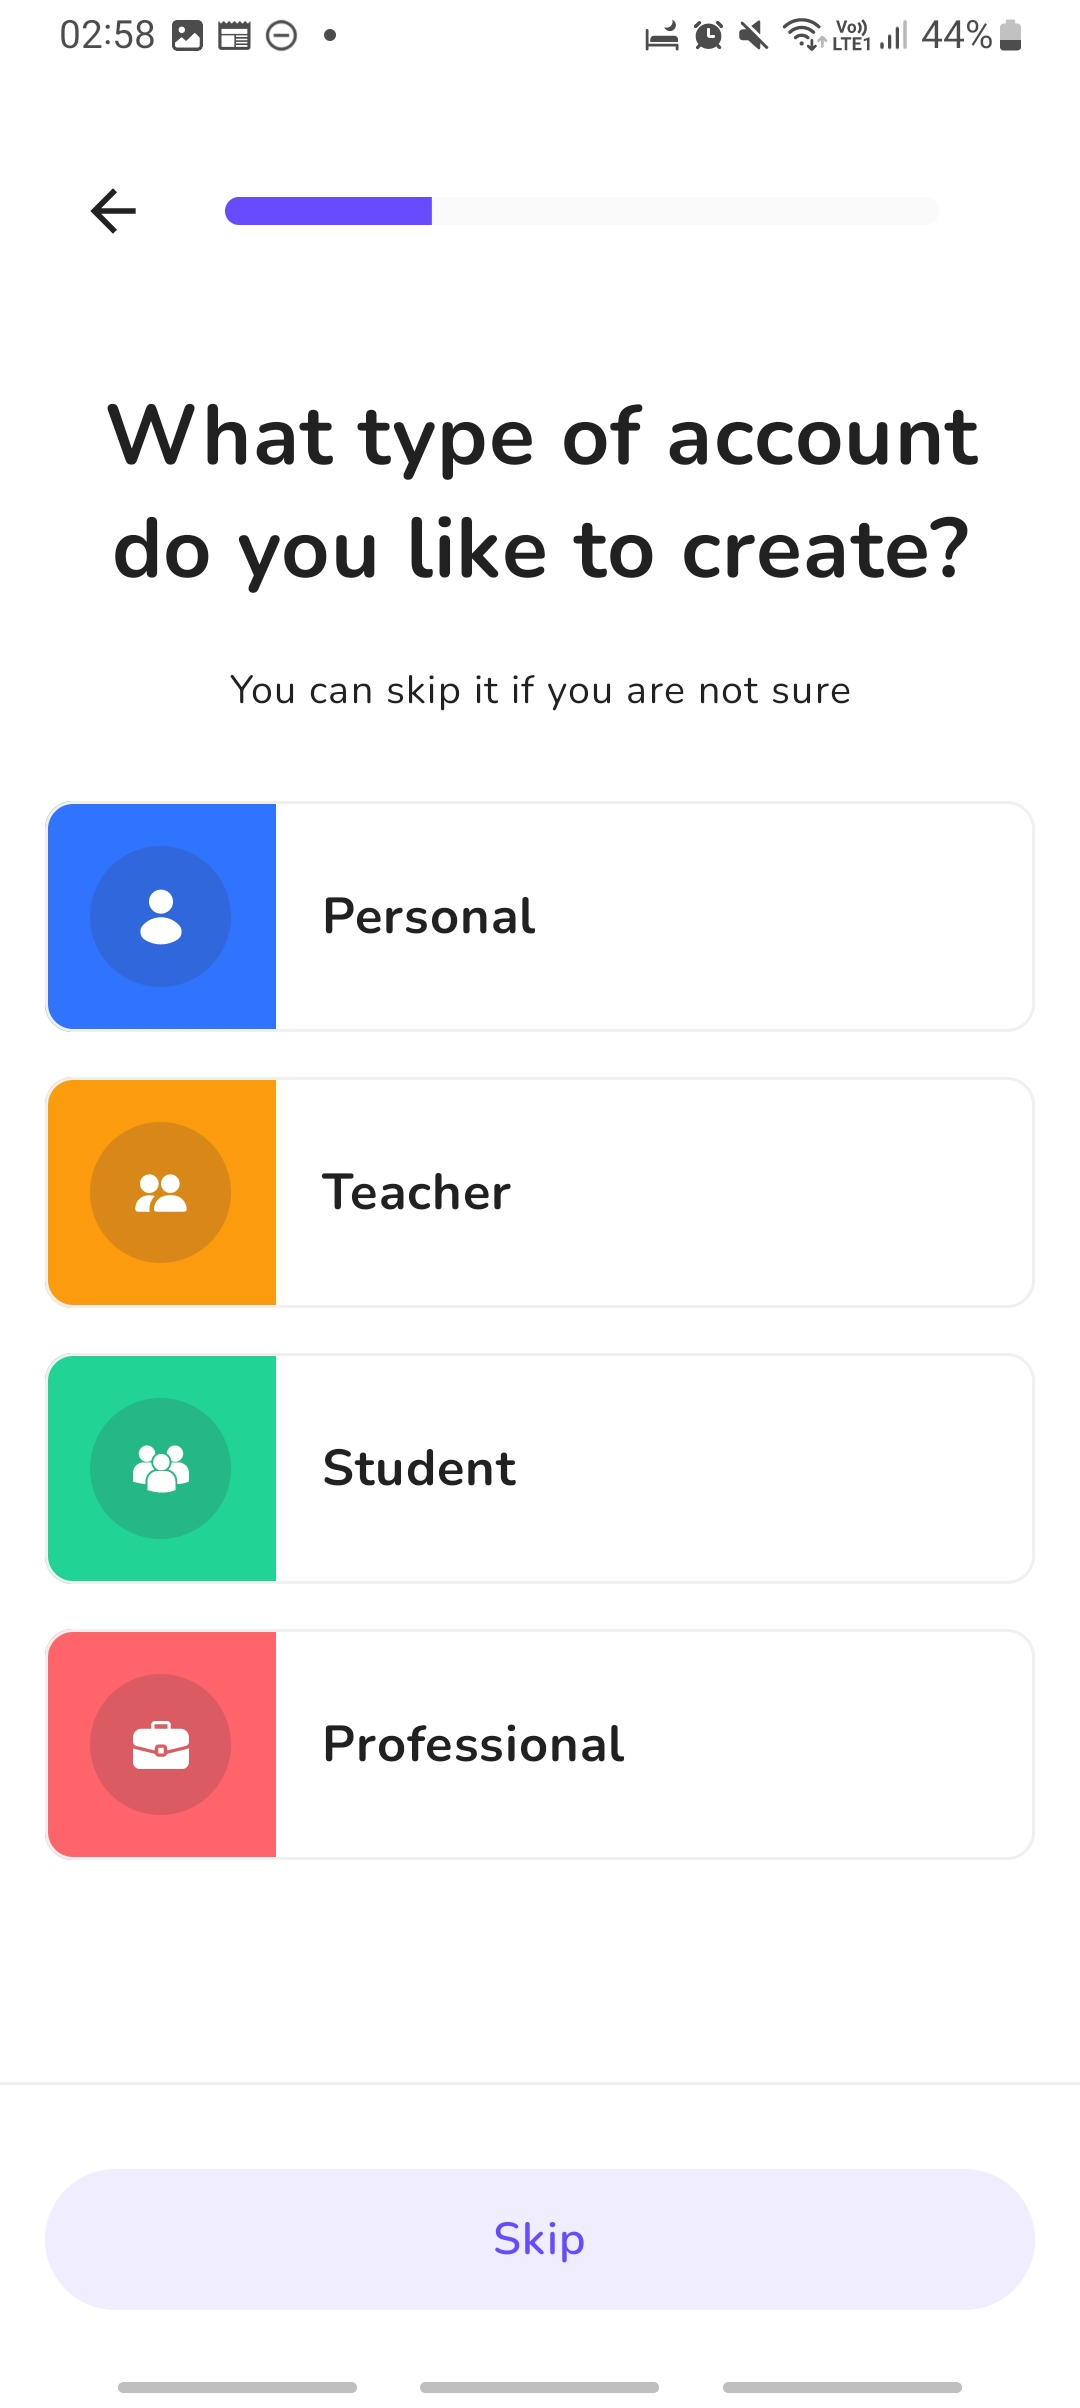 02:58 Vo)) LTE1 44%
What type of account
do you like to create?
You can skip it if you are not sure
Personal
Teacher
Student
Professional
Skip